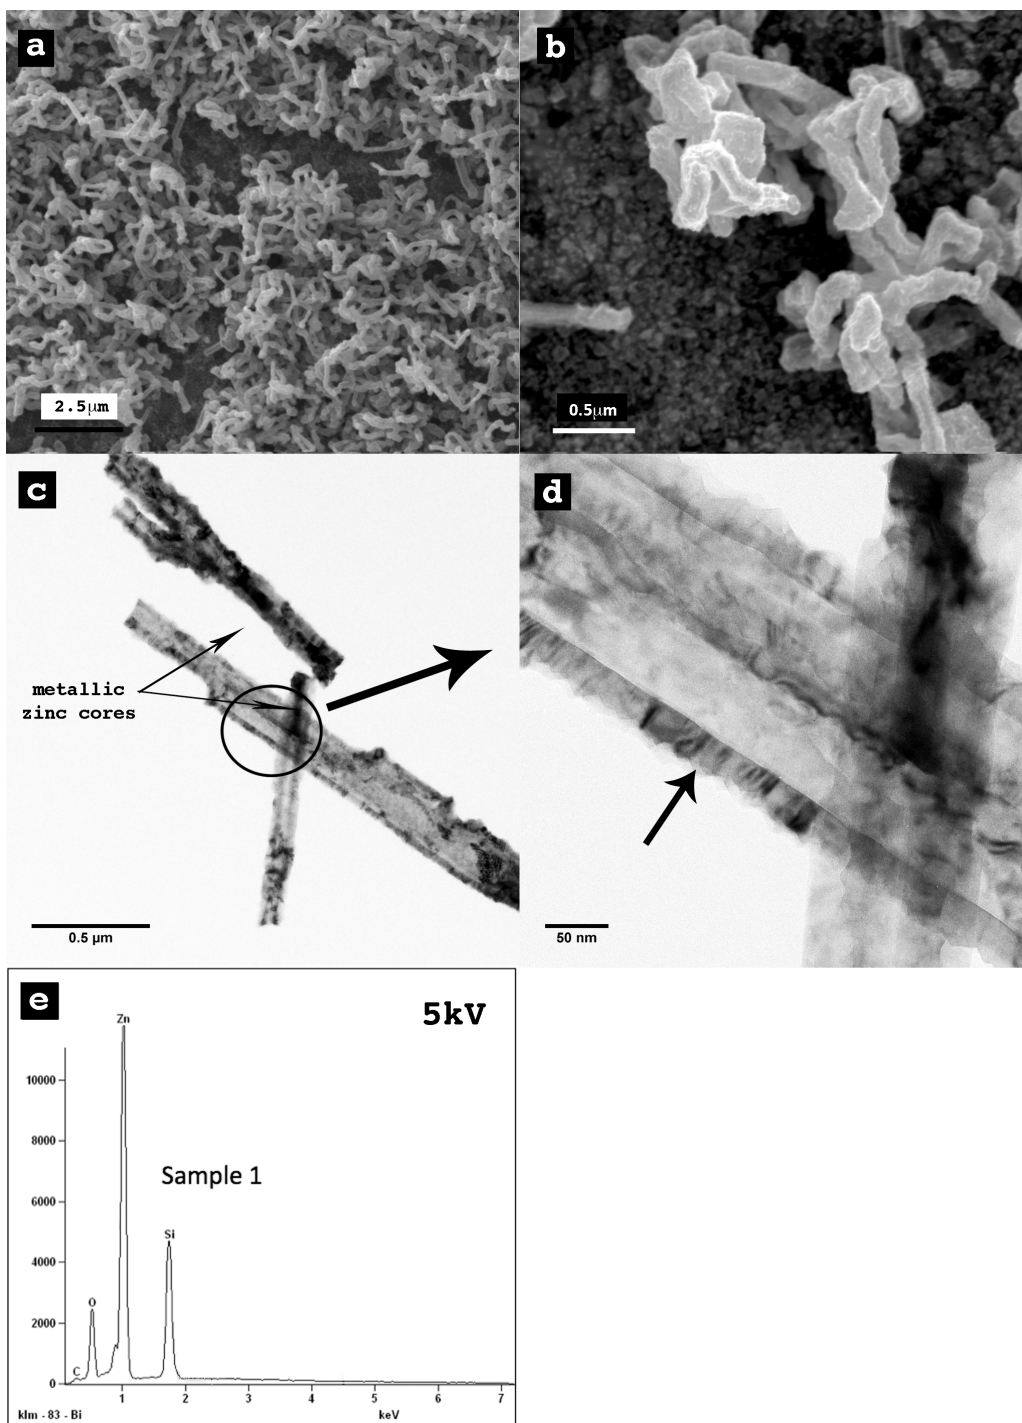 a
2.5μm
b
0.5μm
c
metallic
zinc cores
0.5 μm
d
50 nm
e
5kV
Zn
10000
8000
Sample 1
6000
Si
4000
O
2000
C
0
1 2 3 4 5 6 7
klm - 83 - Bi keV